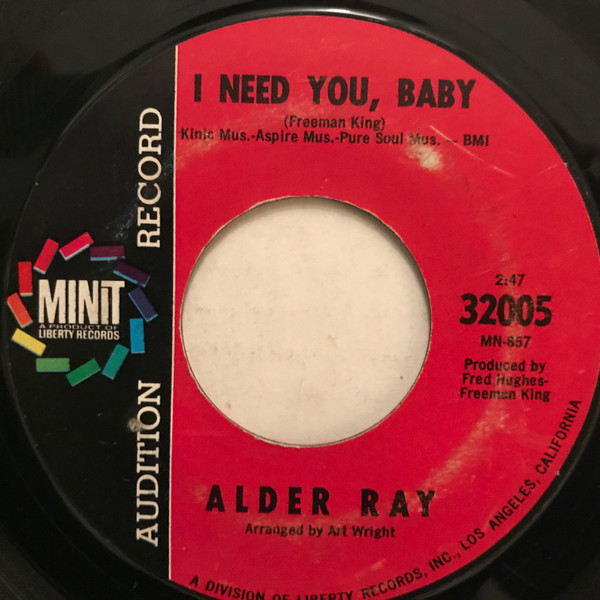 I NEED YOU, BABY
(Freeman King)
Kinlc Mus.-Aspire Mus.-Pure Soul Mus. — BMI
AUDITION RECORD
MINIT
A PRODUCT OF
LIBERTY RECORDS
2:47
32005
MN-857
Produced by
Fred Hughes-
Freeman King
ALDER RAY
Arranged by Art Wright
A DIVISION OF LIBERTY RECORDS, INC., LOS ANGELES, CALIFORNIA